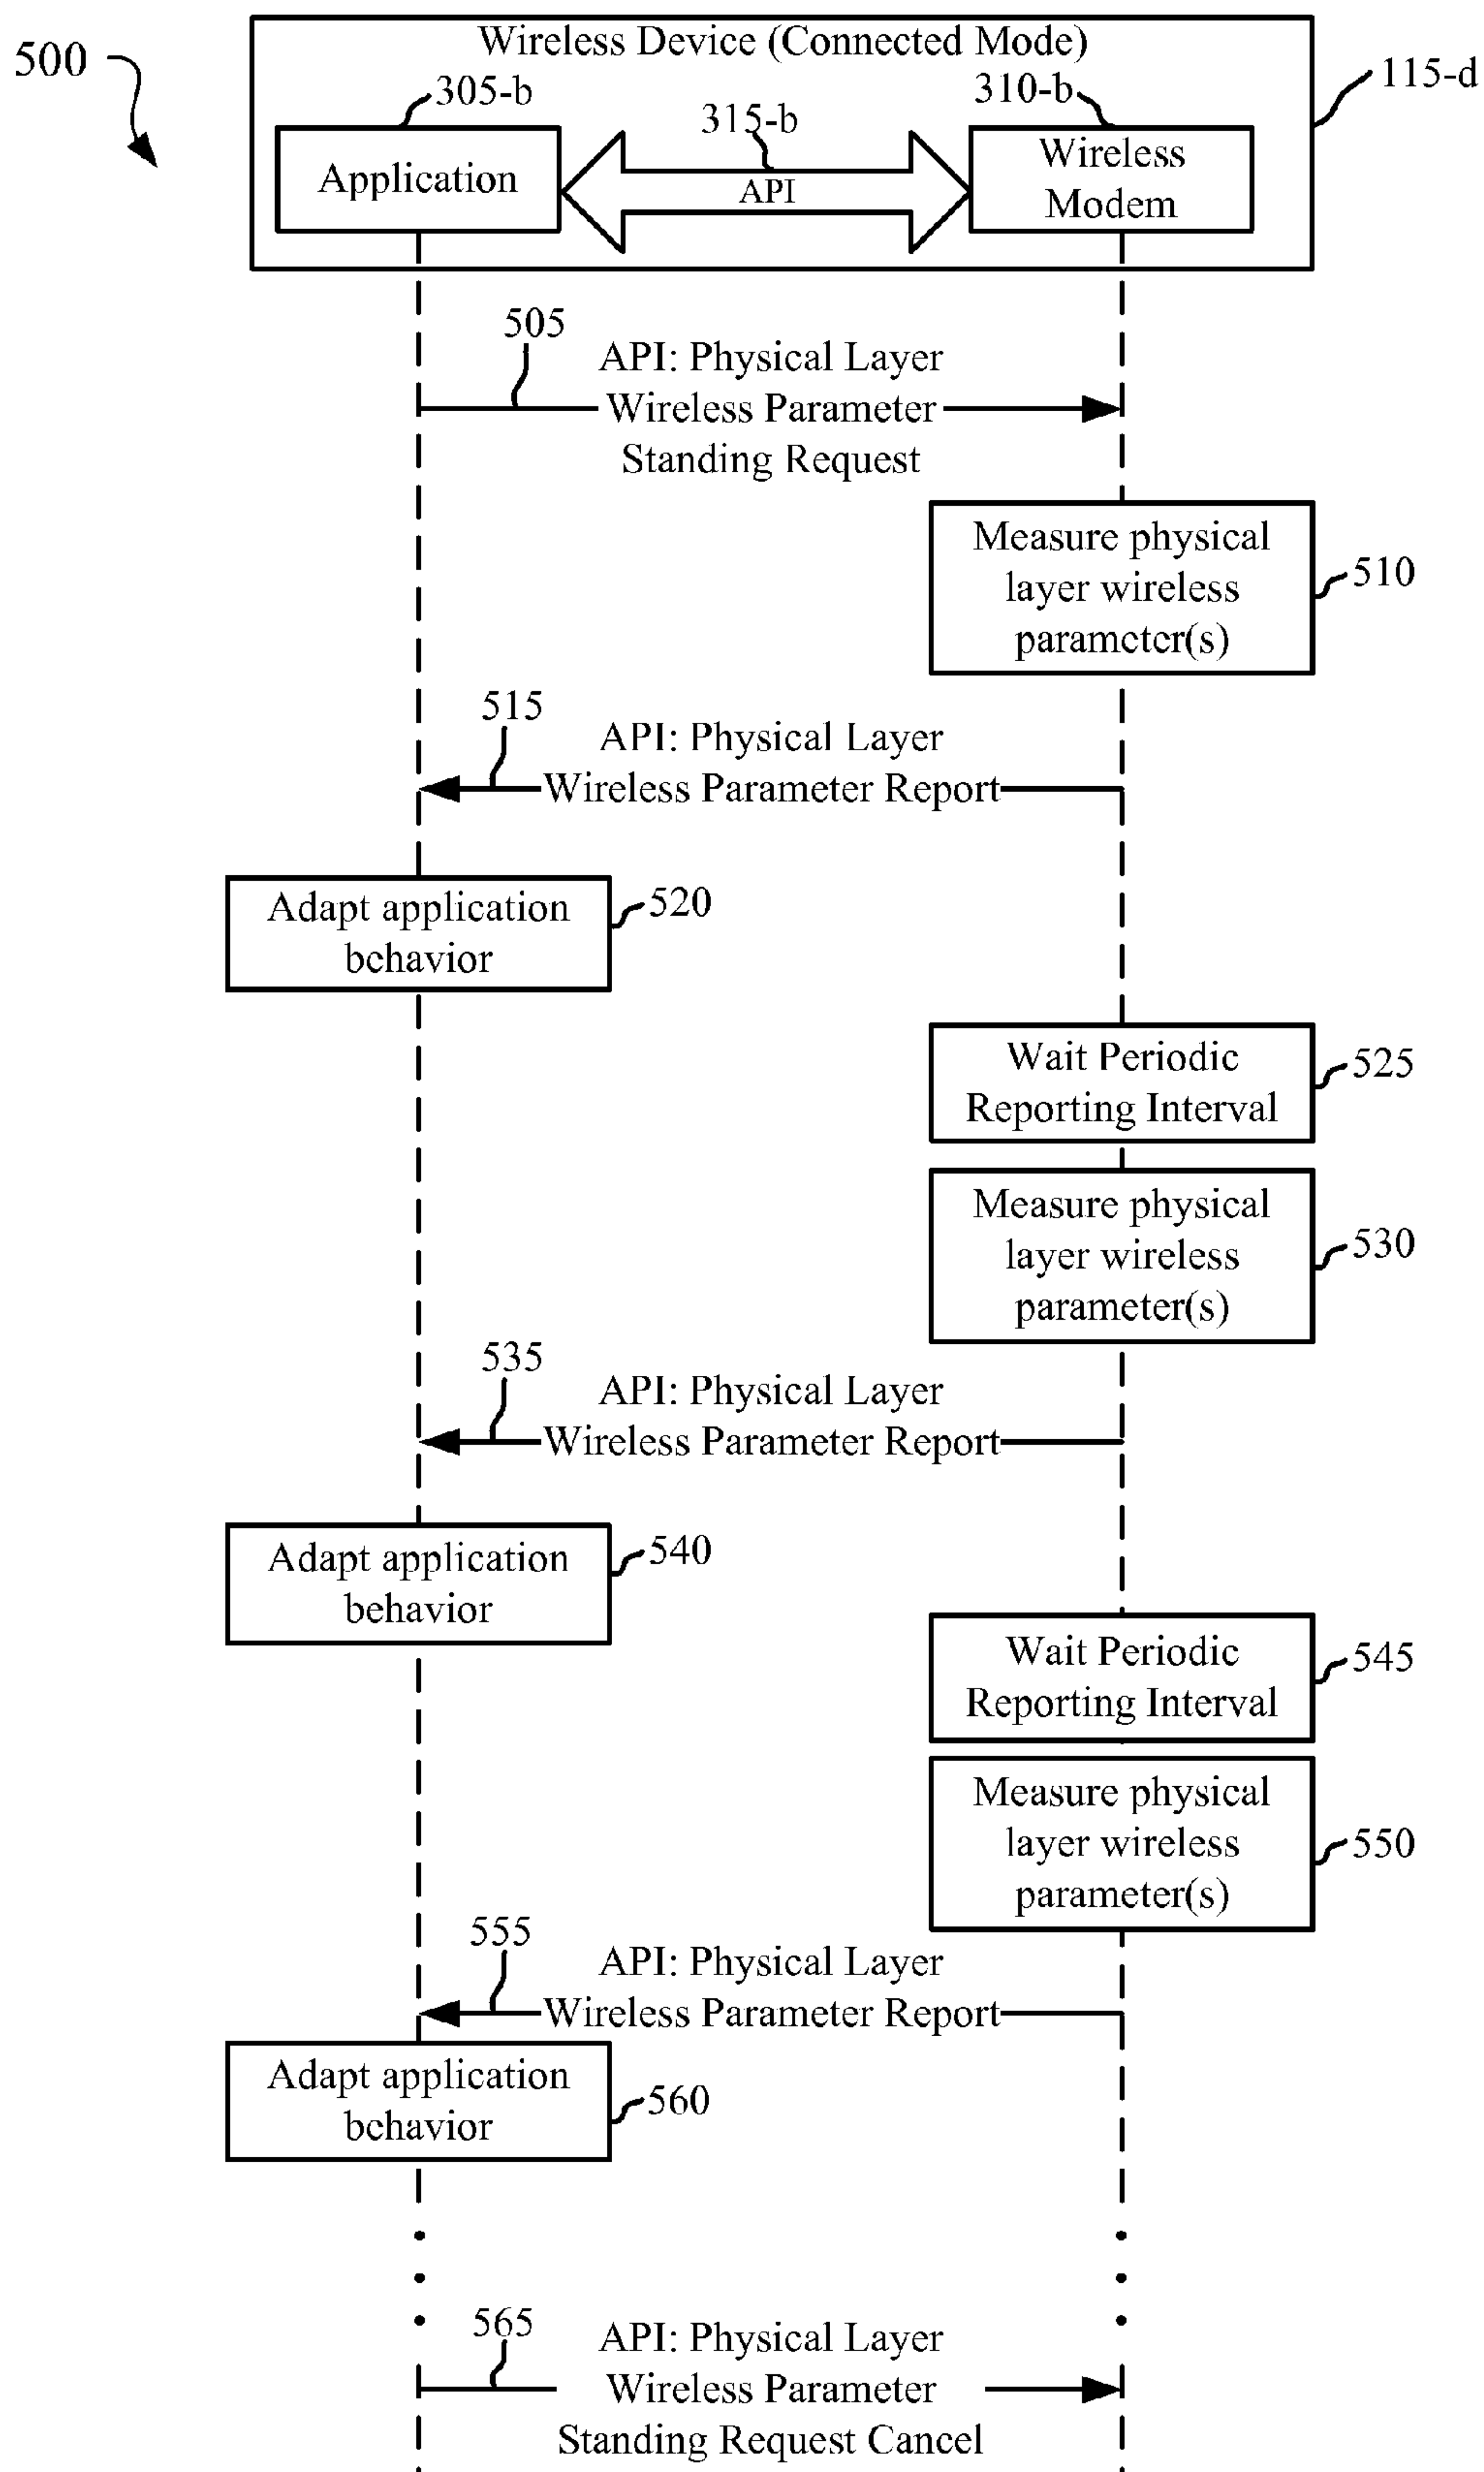 500
Wireless Device (Connected Mode)
115-d
305-b
310-b
315-b
Application
API
Wireless
Modem
505
API: Physical Layer
Wireless Parameter
Standing Request
Measure physical
layer wireless
parameter(s)
510
515
API: Physical Layer
Wireless Parameter Report
Adapt application
behavior
520
Wait Periodic
Reporting Interval
525
Measure physical
layer wireless
parameter(s)
530
535
API: Physical Layer
Wireless Parameter Report
Adapt application
behavior
540
Wait Periodic
Reporting Interval
545
Measure physical
layer wireless
parameter(s)
550
555
API: Physical Layer
Wireless Parameter Report
Adapt application
behavior
560
565
API: Physical Layer
Wireless Parameter
Standing Request Cancel